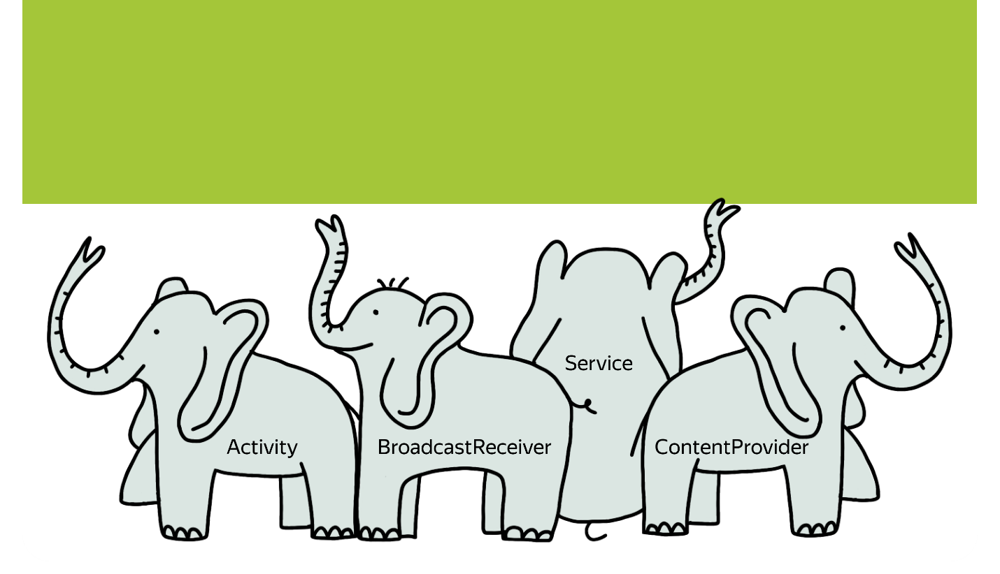 Service
Activity
BroadcastReceiver
ContentProvider